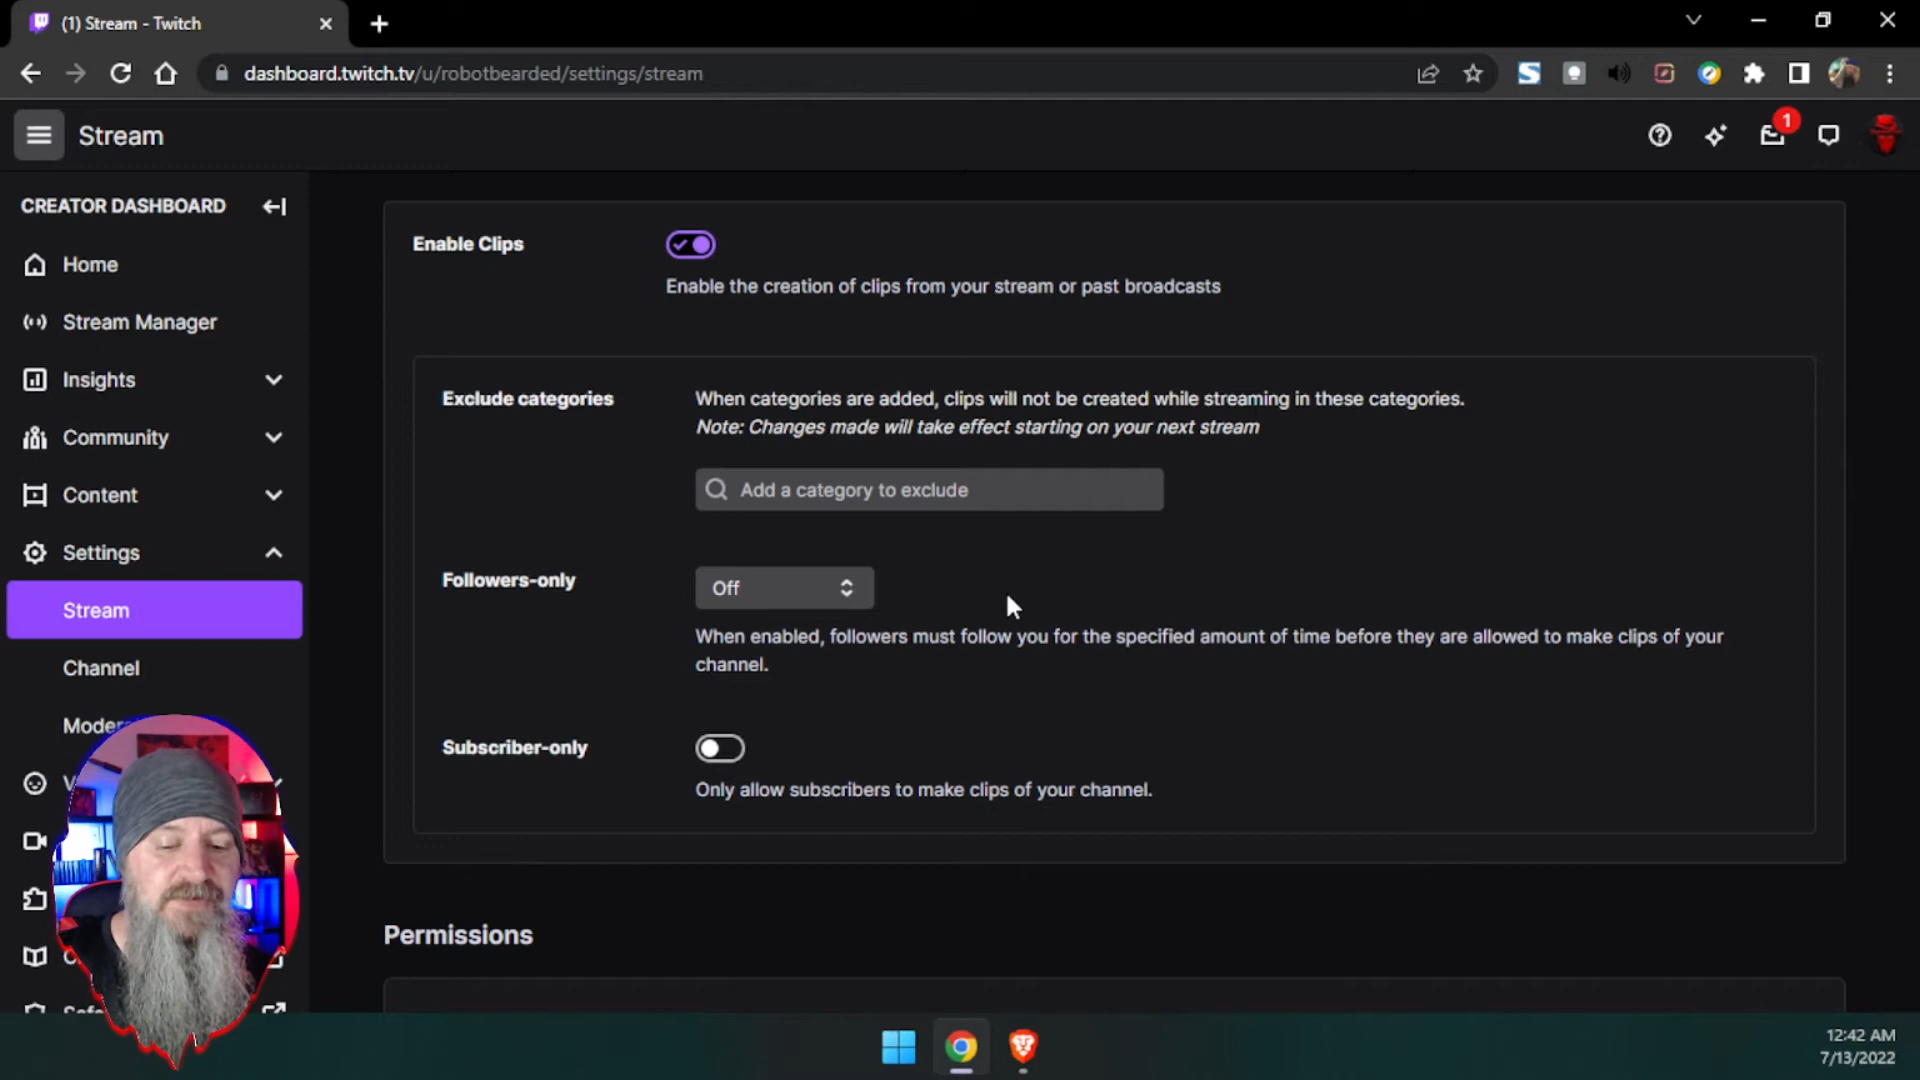 (1) Stream - Twitch
dashboard.twitch.tv/u/robotbearded/settings/stream
Stream
1
CREATOR DASHBOARD
Home
Stream Manager
Insights
Community
Content
Settings
Stream
Channel
Enable Clips
Enable the creation of clips from your stream or past broadcasts
Exclude categories
When categories are added, clips will not be created while streaming in these categories.
Note: Changes made will take effect starting on your next stream
Add a category to exclude
Followers-only
Off
When enabled, followers must follow you for the specified amount of time before they are allowed to make clips of your
channel.
Subscriber-only
Only allow subscribers to make clips of your channel.
Permissions
12:42 AM
7/13/2022